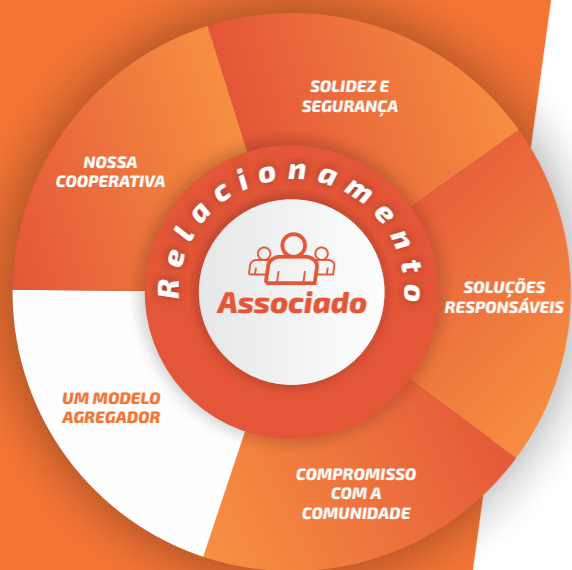 SOLIDEZ E
SEGURANÇA
NOSSA
COOPERATIVA
Relacionamento
Associado
SOLUÇÕES
RESPONSÁVEIS
UM MODELO
AGREGADOR
COMPROMISSO
COM A
COMUNIDADE